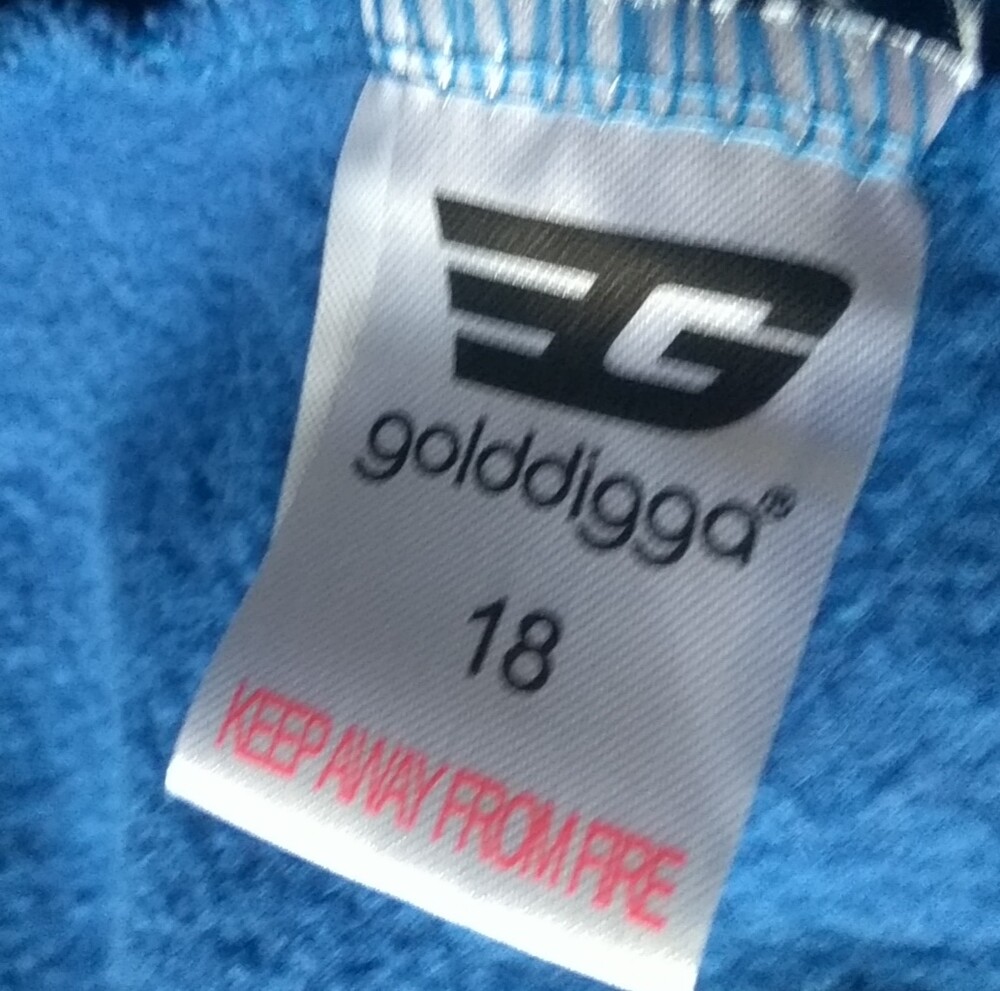 G
golddigga®
18
KEEP AWAY FROM FIRE